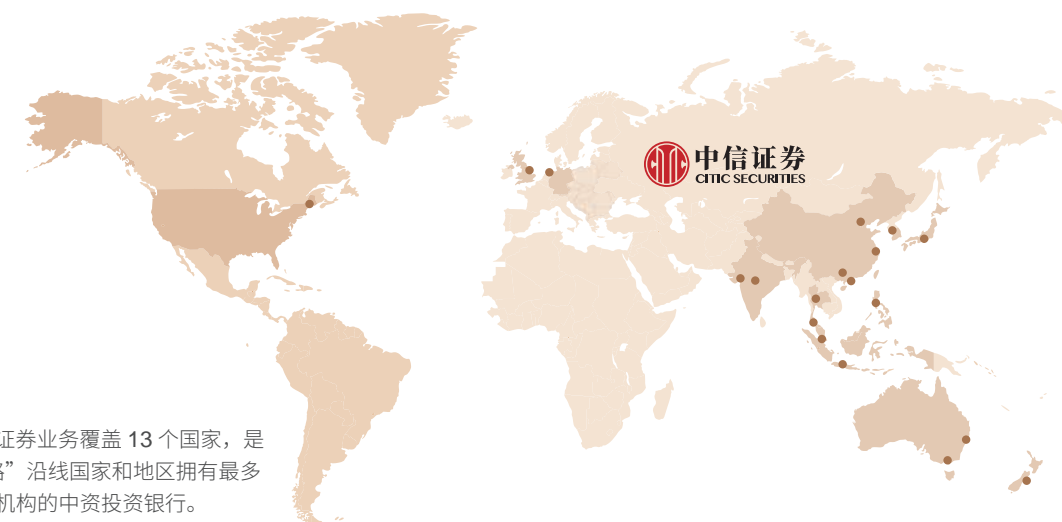 中信证券
CITIC SECURITIES
证券业务覆盖 13 个国家，是
”沿线国家和地区拥有最多
机构的中资投资银行。